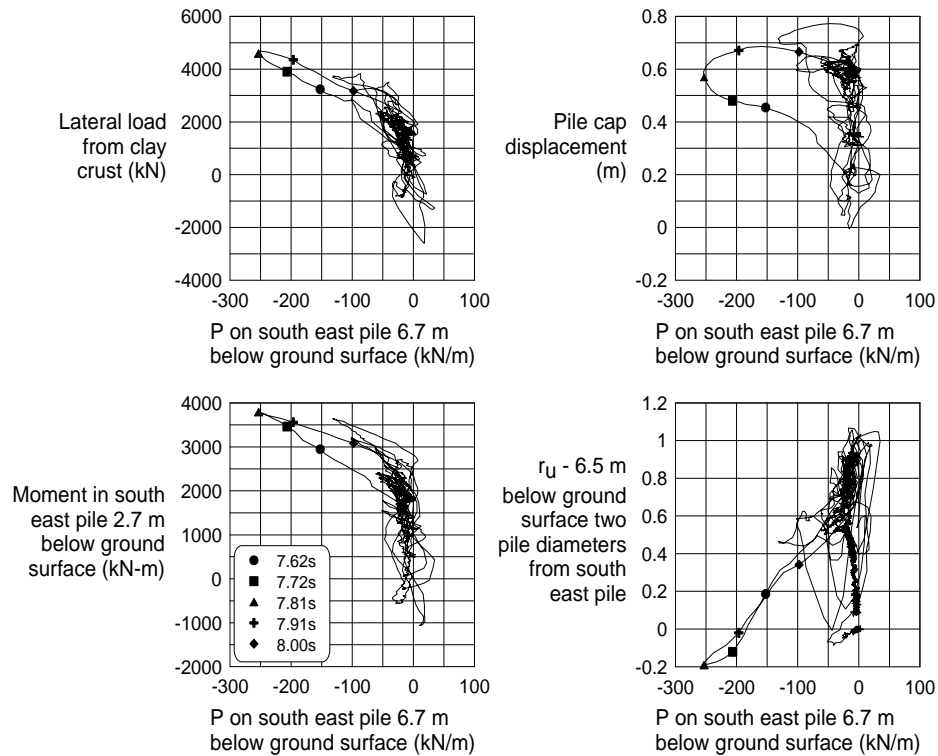 6000
4000
2000
0
-2000
-4000
Lateral load
from clay
crust (kN)
-300 -200 -100 0 100
P on south east pile 6.7 m
below ground surface (kN/m)
0.8
0.6
0.4
0.2
0
-0.2
Pile cap
displacement
(m)
-300 -200 -100 0 100
P on south east pile 6.7 m
below ground surface (kN/m)
4000
3000
2000
1000
0
-1000
-2000
Moment in south
east pile 2.7 m
below ground
surface (kN-m)
7.62s
7.72s
7.81s
7.91s
8.00s
-300 -200 -100 0 100
P on south east pile 6.7 m
below ground surface (kN/m)
1.2
1
0.8
0.6
0.4
0.2
0
-0.2
ru - 6.5 m
below ground
surface two
pile diameters
from south
east pile
-300 -200 -100 0 100
P on south east pile 6.7 m
below ground surface (kN/m)